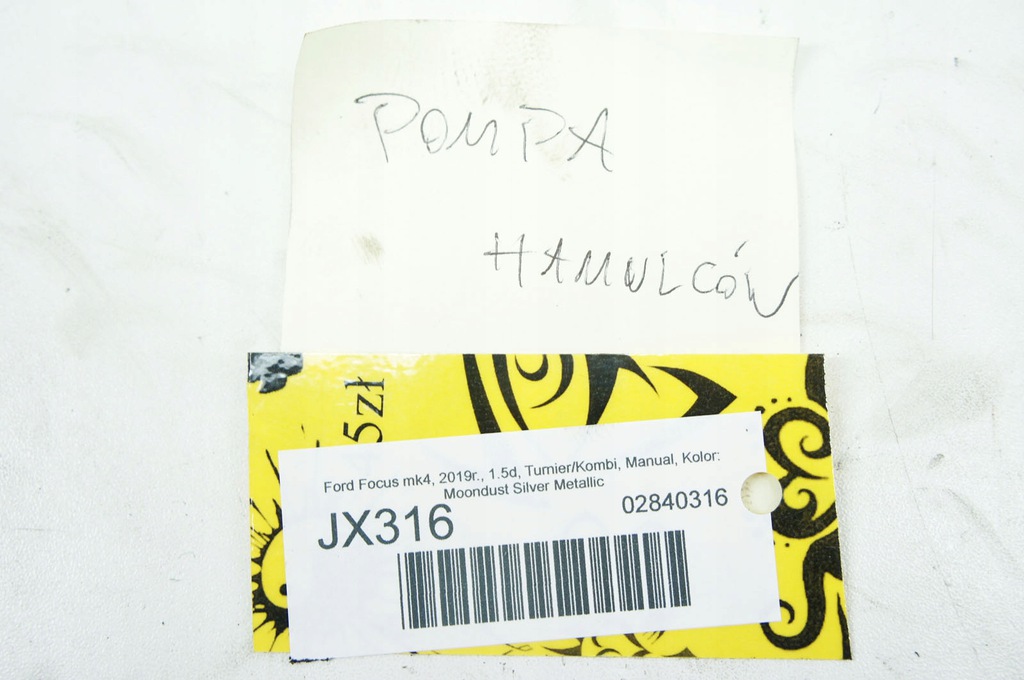 POMPA
HAMULCÓW
5zł
Ford Focus mk4, 2019r., 1.5d, Turnier/Kombi, Manual, Kolor:
Moondust Silver Metallic
JX316
02840316